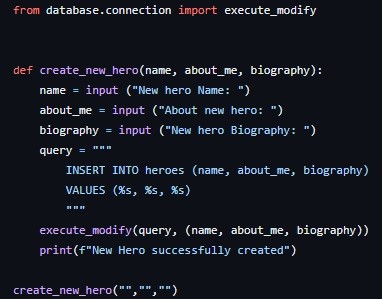 from database.connection import execute_modify
def create_new_hero(name, about_me, biography):
    name = input ("New hero Name: ")
    about_me = input ("About new hero: ")
    biography = input ("New hero Biography: ")
    query = """
        INSERT INTO heroes (name, about_me, biography)
        VALUES (%s, %s, %s)
        """
    execute_modify(query, (name, about_me, biography))
    print(f"New Hero successfully created")
create_new_hero("","","")